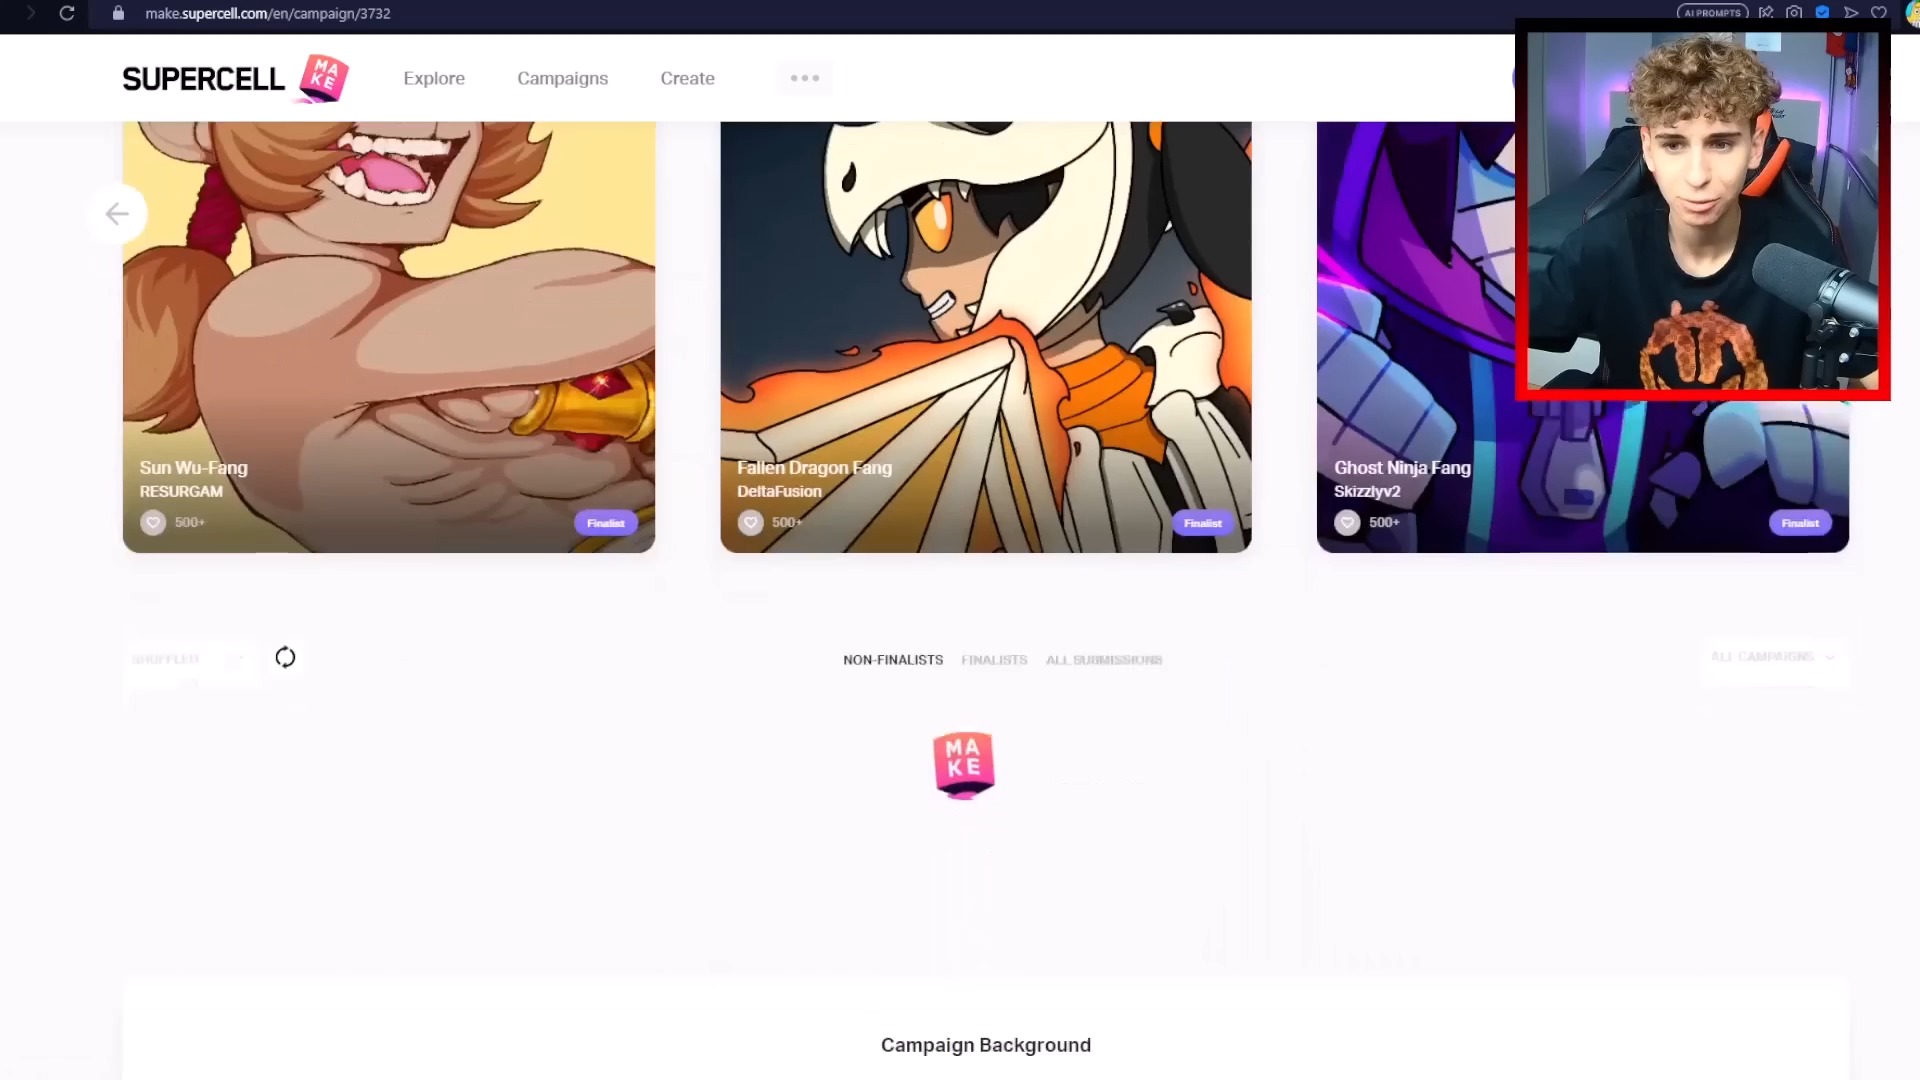 make.supercell.com/en/campaign/3732
AI PROMPTS
SUPERCELL
MAKE
Explore
Campaigns
Create
Sun Wu-Fang
RESURGAM
500+
Finalist
Fallen Dragon Fang
DeltaFusion
500+
Finalist
Ghost Ninja Fang
Skizzlyv2
500+
Finalist
SHUFFLED
NON-FINALISTS
FINALISTS
ALL SUBMISSIONS
ALL CAMPAIGNS
MA
KE
Campaign Background